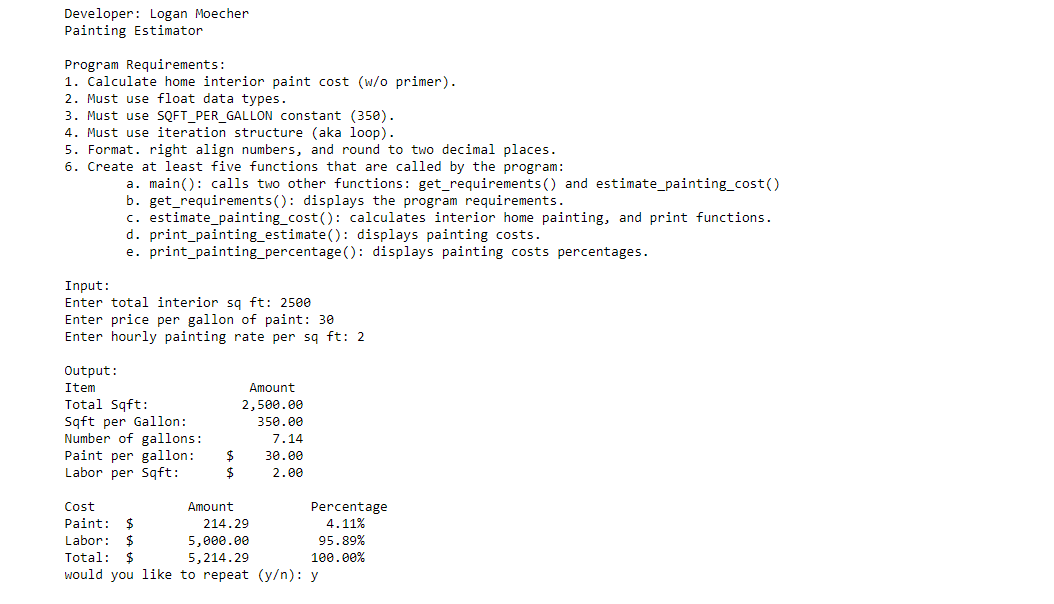 Developer: Logan Moecher
Painting Estimator
Program Requirements:
1. Calculate home interior paint cost (w/o primer).
2. Must use float data types.
3. Must use SQFT_PER_GALLON constant (350).
4. Must use iteration structure (aka loop).
5. Format. right align numbers, and round to two decimal places.
6. Create at least five functions that are called by the program:
a. main(): calls two other functions: get_requirements() and estimate_painting_cost()
b. get_requirements(): displays the program requirements.
c. estimate_painting_cost(): calculates interior home painting, and print functions.
d. print_painting_estimate(): displays painting costs.
e. print_painting_percentage(): displays painting costs percentages.
Input:
Enter total interior sq ft: 2500
Enter price per gallon of paint: 30
Enter hourly painting rate per sq ft: 2
Output:
Item Amount
Total Sqft: 2,500.00
Sqft per Gallon: 350.00
Number of gallons: 7.14
Paint per gallon: $ 30.00
Labor per Sqft: $ 2.00
Cost Amount Percentage
Paint: $ 214.29 4.11%
Labor: $ 5,000.00 95.89%
Total: $ 5,214.29 100.00%
would you like to repeat (y/n): y